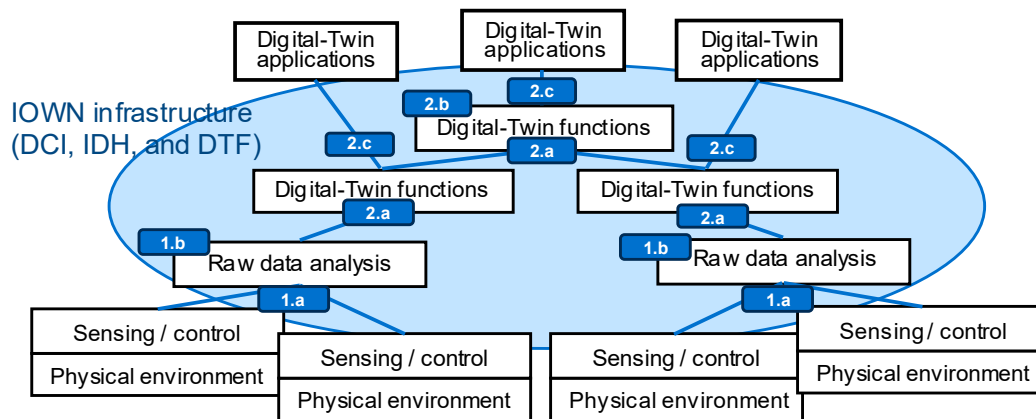 Digital-Twin
applications
Digital-Twin
applications
Digital-Twin
applications
IOWN infrastructure
(DCI, IDH, and DTF)
2.c
2.b
Digital-Twin functions
2.c
2.a
2.c
Digital-Twin functions
Digital-Twin functions
2.a
2.a
1.b
Raw data analysis
1.b
Raw data analysis
1.a
1.a
Sensing / control
Physical environment
Sensing / control
Physical environment
Sensing / control
Physical environment
Sensing / control
Physical environment